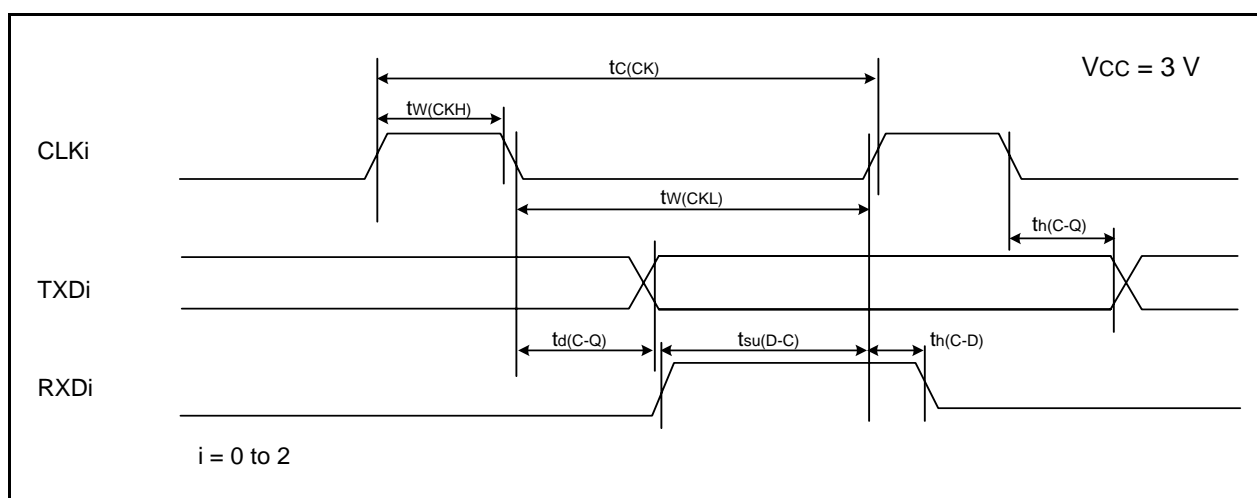 tC(CK)
VCC = 3 V
tW(CKH)
CLKi
tW(CKL)
th(C-Q)
TXDi
td(C-Q)
tsu(D-C)
th(C-D)
RXDi
i = 0 to 2